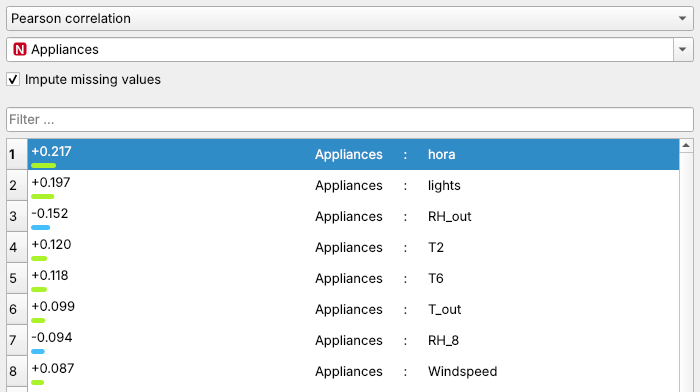 Pearson correlation
N Appliances
Impute missing values
Filter ...
1 +0.217 Appliances : hora
2 +0.197 Appliances : lights
3 -0.152 Appliances : RH_out
4 +0.120 Appliances : T2
5 +0.118 Appliances : T6
6 +0.099 Appliances : T_out
7 -0.094 Appliances : RH_8
8 +0.087 Appliances : Windspeed